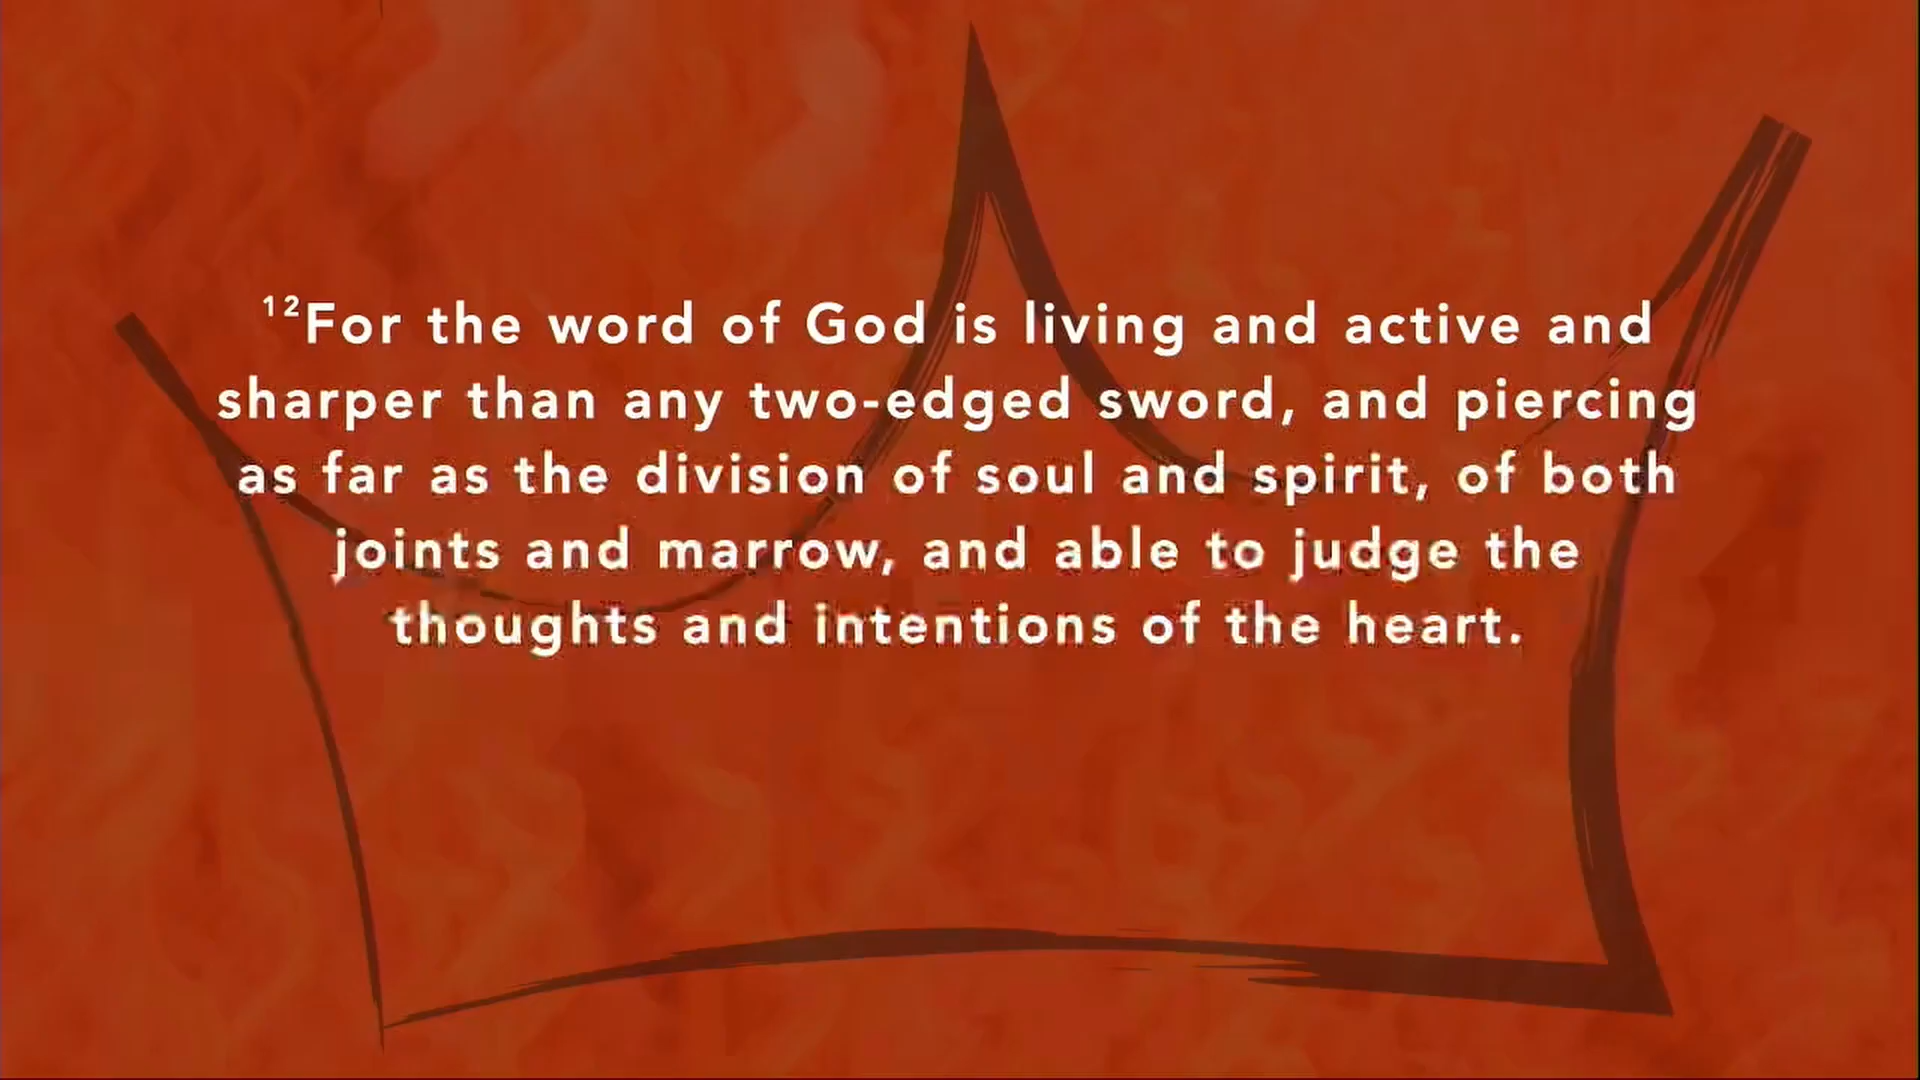 ¹²For the word of God is living and active and
sharper than any two-edged sword, and piercing
as far as the division of soul and spirit, of both
joints and marrow, and able to judge the
thoughts and intentions of the heart.